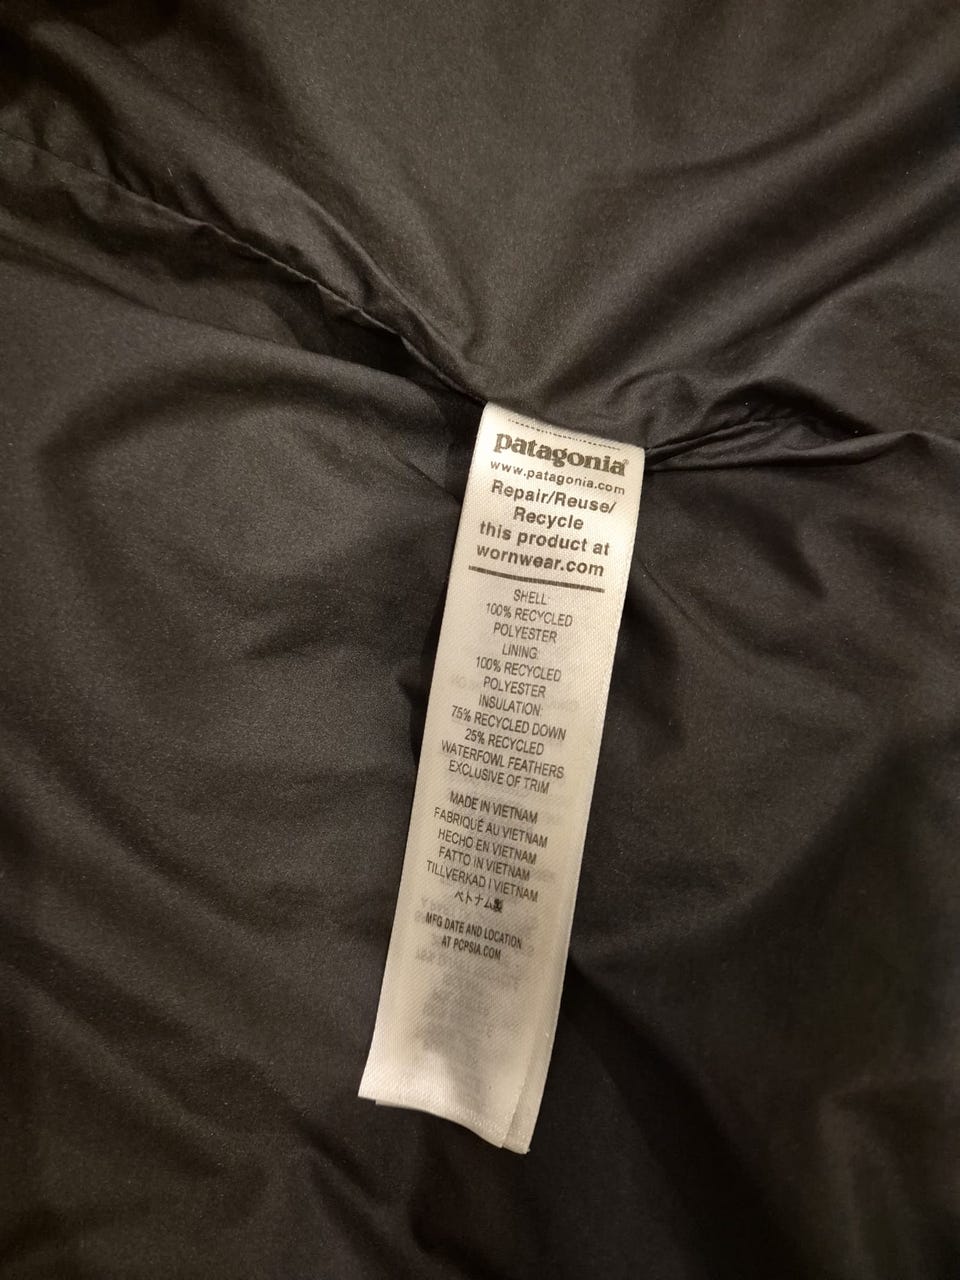 patagonia®
www.patagonia.com
Repair/Reuse/
Recycle
this product at
wornwear.com
SHELL:
100% RECYCLED
POLYESTER
LINING:
100% RECYCLED
POLYESTER
INSULATION:
75% RECYCLED DOWN
25% RECYCLED
WATERFOWL FEATHERS
EXCLUSIVE OF TRIM
MADE IN VIETNAM
FABRIQUÉ AU VIETNAM
HECHO EN VIETNAM
FATTO IN VIETNAM
TILLVERKAD I VIETNAM
ベトナム製
MFG DATE AND LOCATION
AT PCPSIA.COM